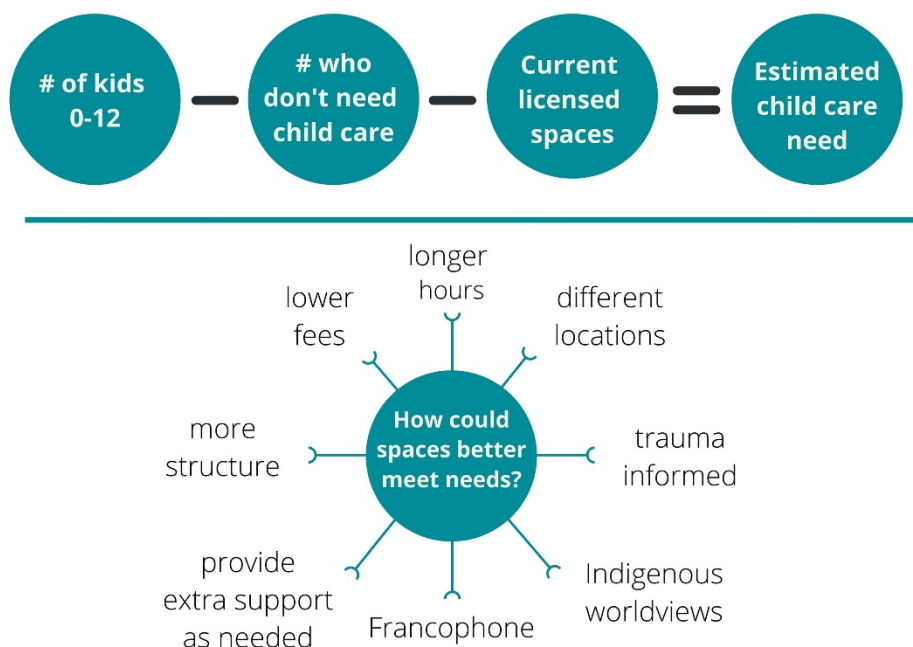 # of kids
0-12
# who
don't need
child care
Current
licensed
spaces
Estimated
child care
need
longer
hours
lower
fees
different
locations
How could
spaces better
meet needs?
more
structure
trauma
informed
provide
extra support
as needed
Francophone
Indigenous
worldviews